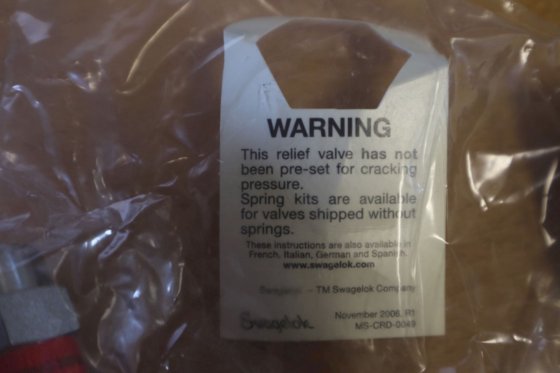 WARNING
This relief valve has not
been pre-set for cracking
pressure.
Spring kits are available
for valves shipped without
springs.
These instructions are also available in
French, Italian, German and Spanish.
www.swagelok.com
Swagelok – TM Swagelok Company
November 2006, R1
Swagelok
MS-CRD-0049